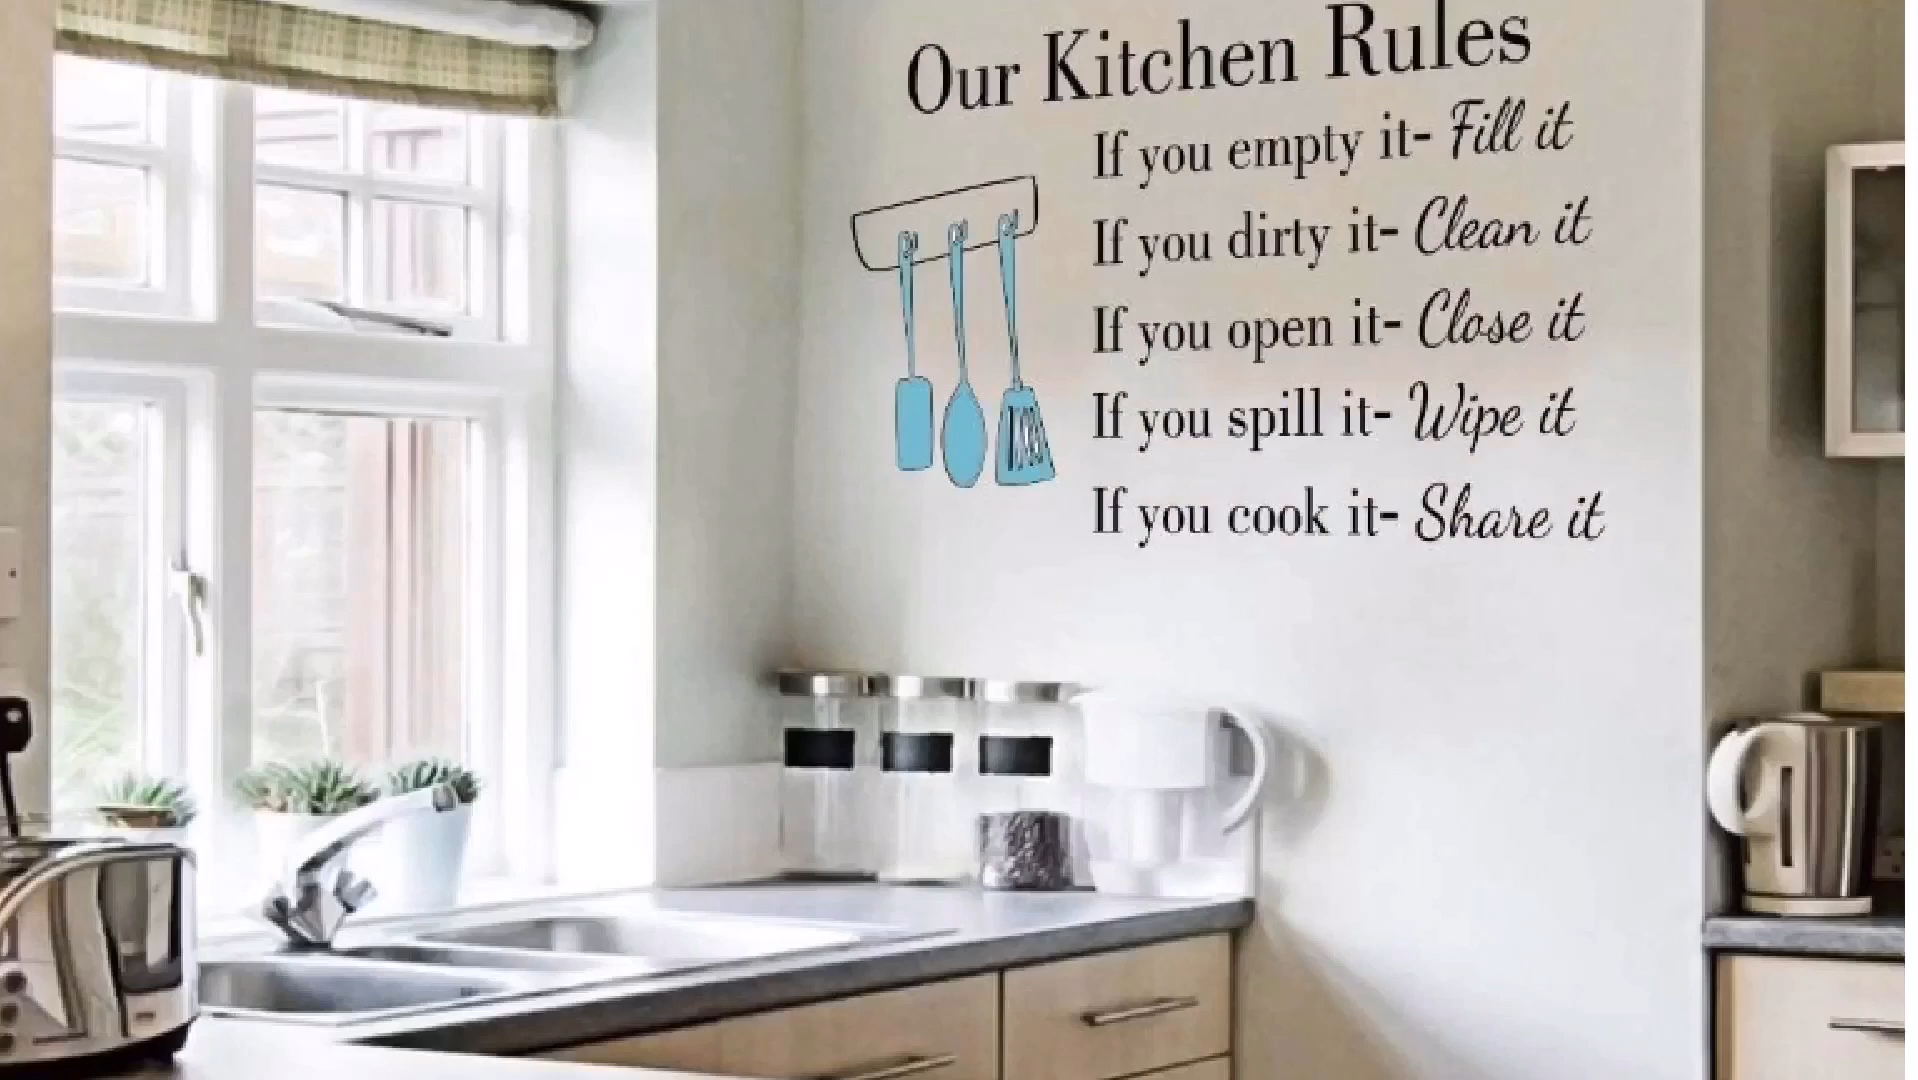 Our Kitchen Rules
If you empty it- Fill it
If you dirty it- Clean it
If you open it- Close it
If you spill it- Wipe it
If you cook it- Share it